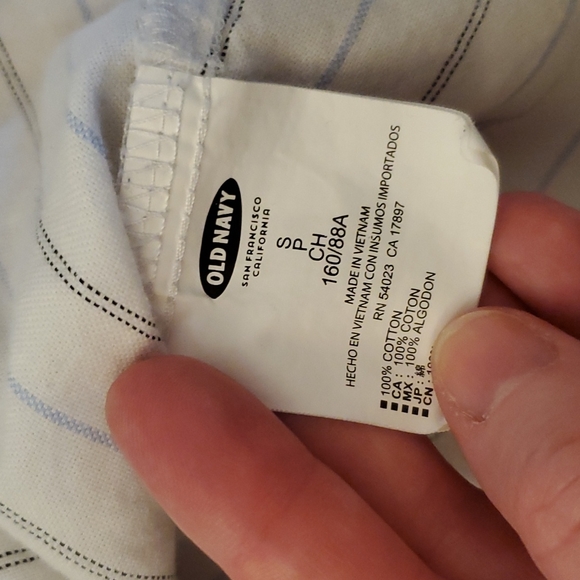 OLD NAVY
SAN FRANCISCO
CALIFORNIA
S
P
CH
160/88A
MADE IN VIETNAM
HECHO EN VIETNAM CON INSUMOS IMPORTADOS
RN 54023 CA 17897
100% COTTON
CA: 100% COTON
MX: 100% ALGODON
JP: 綿
CN: